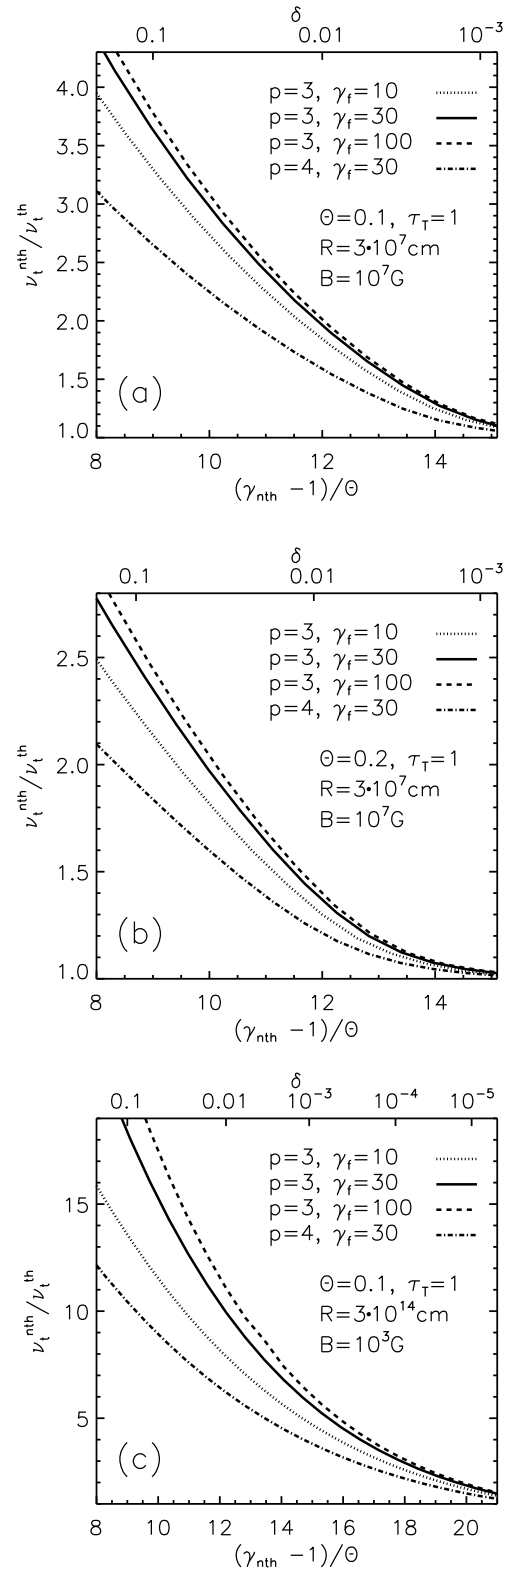 δ
0.1 0.01 10⁻³
p=3, γ_f=10
p=3, γ_f=30
p=3, γ_f=100
p=4, γ_f=30
Θ=0.1, τ_T=1
R=3•10⁷cm
B=10⁷G
4.0
3.5
3.0
2.5
2.0
1.5
1.0
ν_t^nth/ν_t^th
(a)
8 10 12 14
(γ_nth −1)/Θ
δ
0.1 0.01 10⁻³
p=3, γ_f=10
p=3, γ_f=30
p=3, γ_f=100
p=4, γ_f=30
Θ=0.2, τ_T=1
R=3•10⁷cm
B=10⁷G
2.5
2.0
1.5
1.0
ν_t^nth/ν_t^th
(b)
8 10 12 14
(γ_nth −1)/Θ
δ
0.1 0.01 10⁻³ 10⁻⁴ 10⁻⁵
p=3, γ_f=10
p=3, γ_f=30
p=3, γ_f=100
p=4, γ_f=30
Θ=0.1, τ_T=1
R=3•10¹⁴cm
B=10³G
15
10
5
ν_t^nth/ν_t^th
(c)
8 10 12 14 16 18 20
(γ_nth −1)/Θ